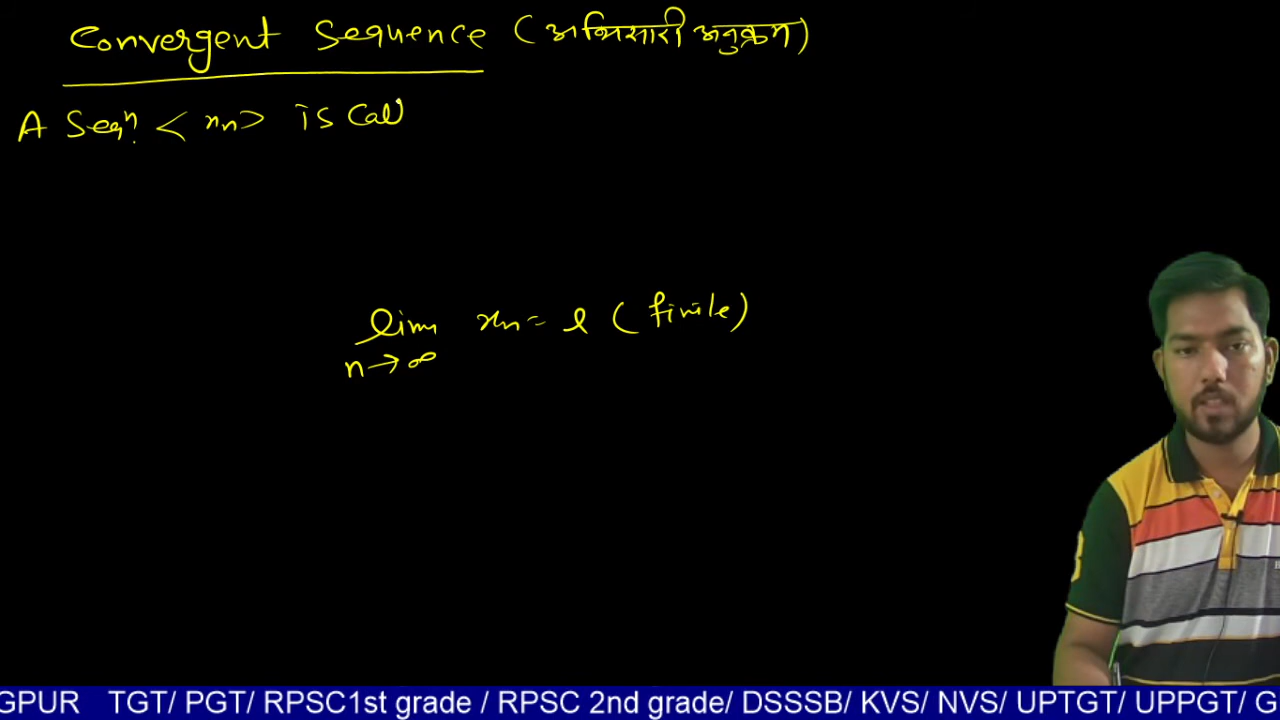 Convergent Sequence (अभिसारी अनुक्रम)
A Seqn. < xn> is Call
lim xn = l (finite)
n→∞
GPUR TGT/ PGT/ RPSC1st grade / RPSC 2nd grade/ DSSSB/ KVS/ NVS/ UPTGT/ UPPGT/ G